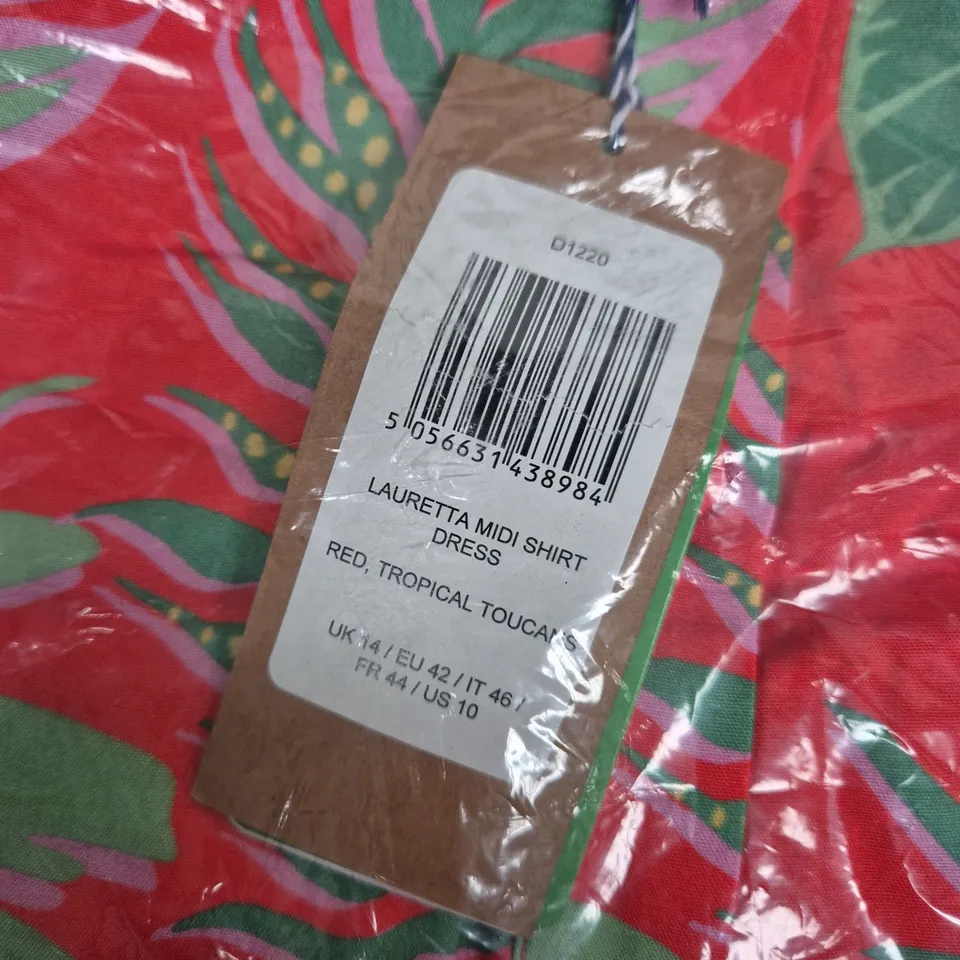 D1220
5 056631 438984
LAURETTA MIDI SHIRT
DRESS
RED, TROPICAL TOUCANS
UK 14 / EU 42 / IT 46 /
FR 44 / US 10